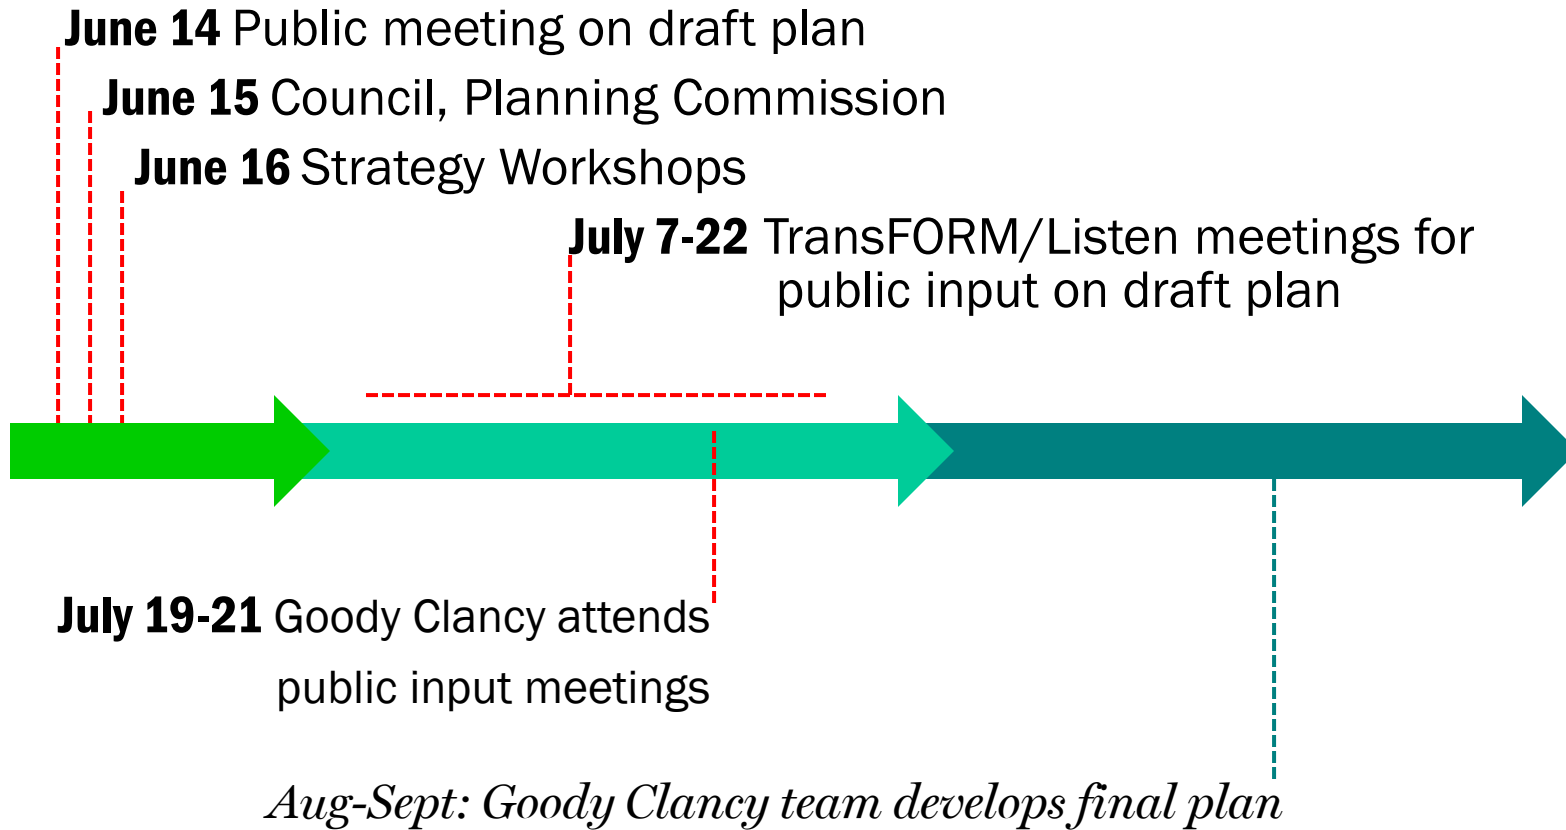 June 14 Public meeting on draft plan
June 15 Council, Planning Commission
June 16 Strategy Workshops
July 7-22 TransFORM/Listen meetings for
public input on draft plan
July 19-21 Goody Clancy attends
public input meetings
Aug-Sept: Goody Clancy team develops final plan